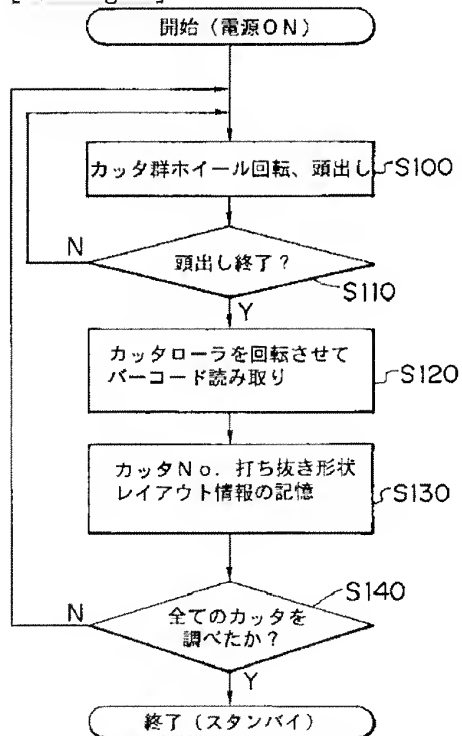 開始（電源ON）
カッタ群ホイール回転、頭出し
S100
N
頭出し終了？
S110
Y
カッタローラを回転させて
バーコード読み取り
S120
カッタNo．打ち抜き形状
レイアウト情報の記憶
S130
S140
N
全てのカッタを
調べたか？
Y
終了（スタンバイ）